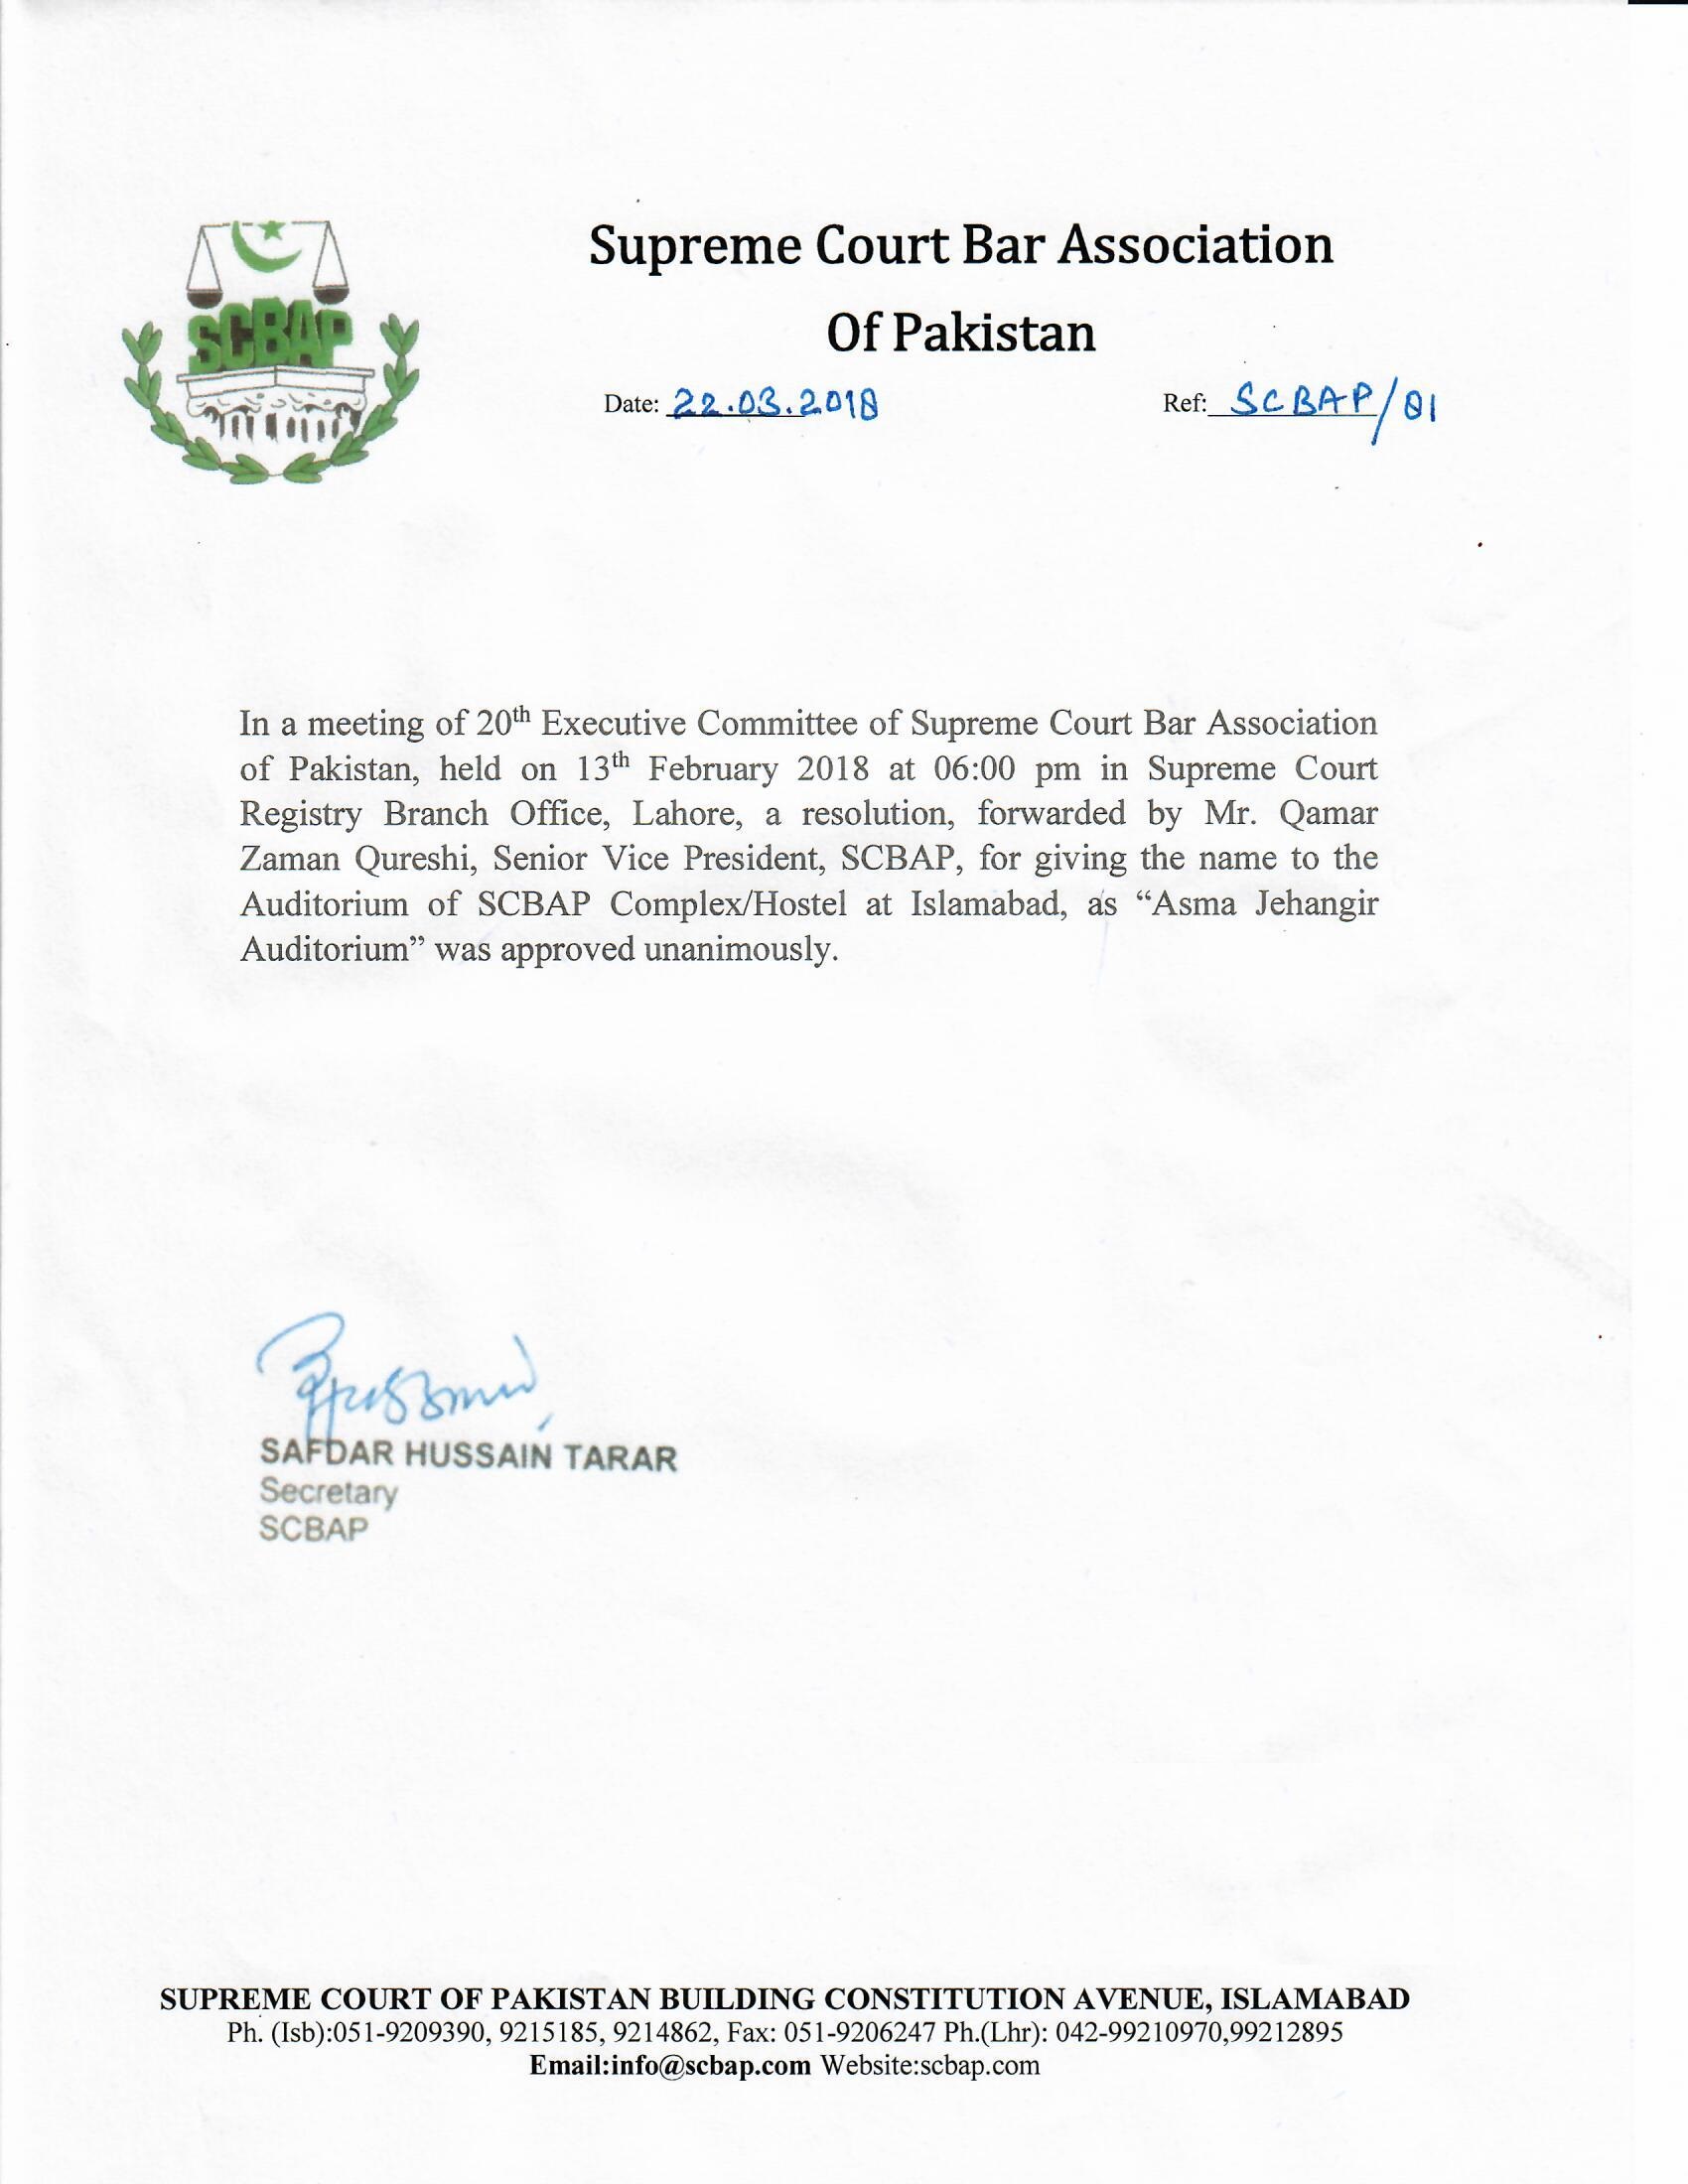 SCBAP
Supreme Court Bar Association
Of Pakistan
Date: 22.03.2018 Ref: SCBAP/01
In a meeting of 20th Executive Committee of Supreme Court Bar Association
of Pakistan, held on 13th February 2018 at 06:00 pm in Supreme Court
Registry Branch Office, Lahore, a resolution, forwarded by Mr. Qamar
Zaman Qureshi, Senior Vice President, SCBAP, for giving the name to the
Auditorium of SCBAP Complex/Hostel at Islamabad, as “Asma Jehangir
Auditorium” was approved unanimously.
SAFDAR HUSSAIN TARAR
Secretary
SCBAP
SUPREME COURT OF PAKISTAN BUILDING CONSTITUTION AVENUE, ISLAMABAD
Ph. (Isb):051-9209390, 9215185, 9214862, Fax: 051-9206247 Ph.(Lhr): 042-99210970,99212895
Email:info@scbap.com Website:scbap.com